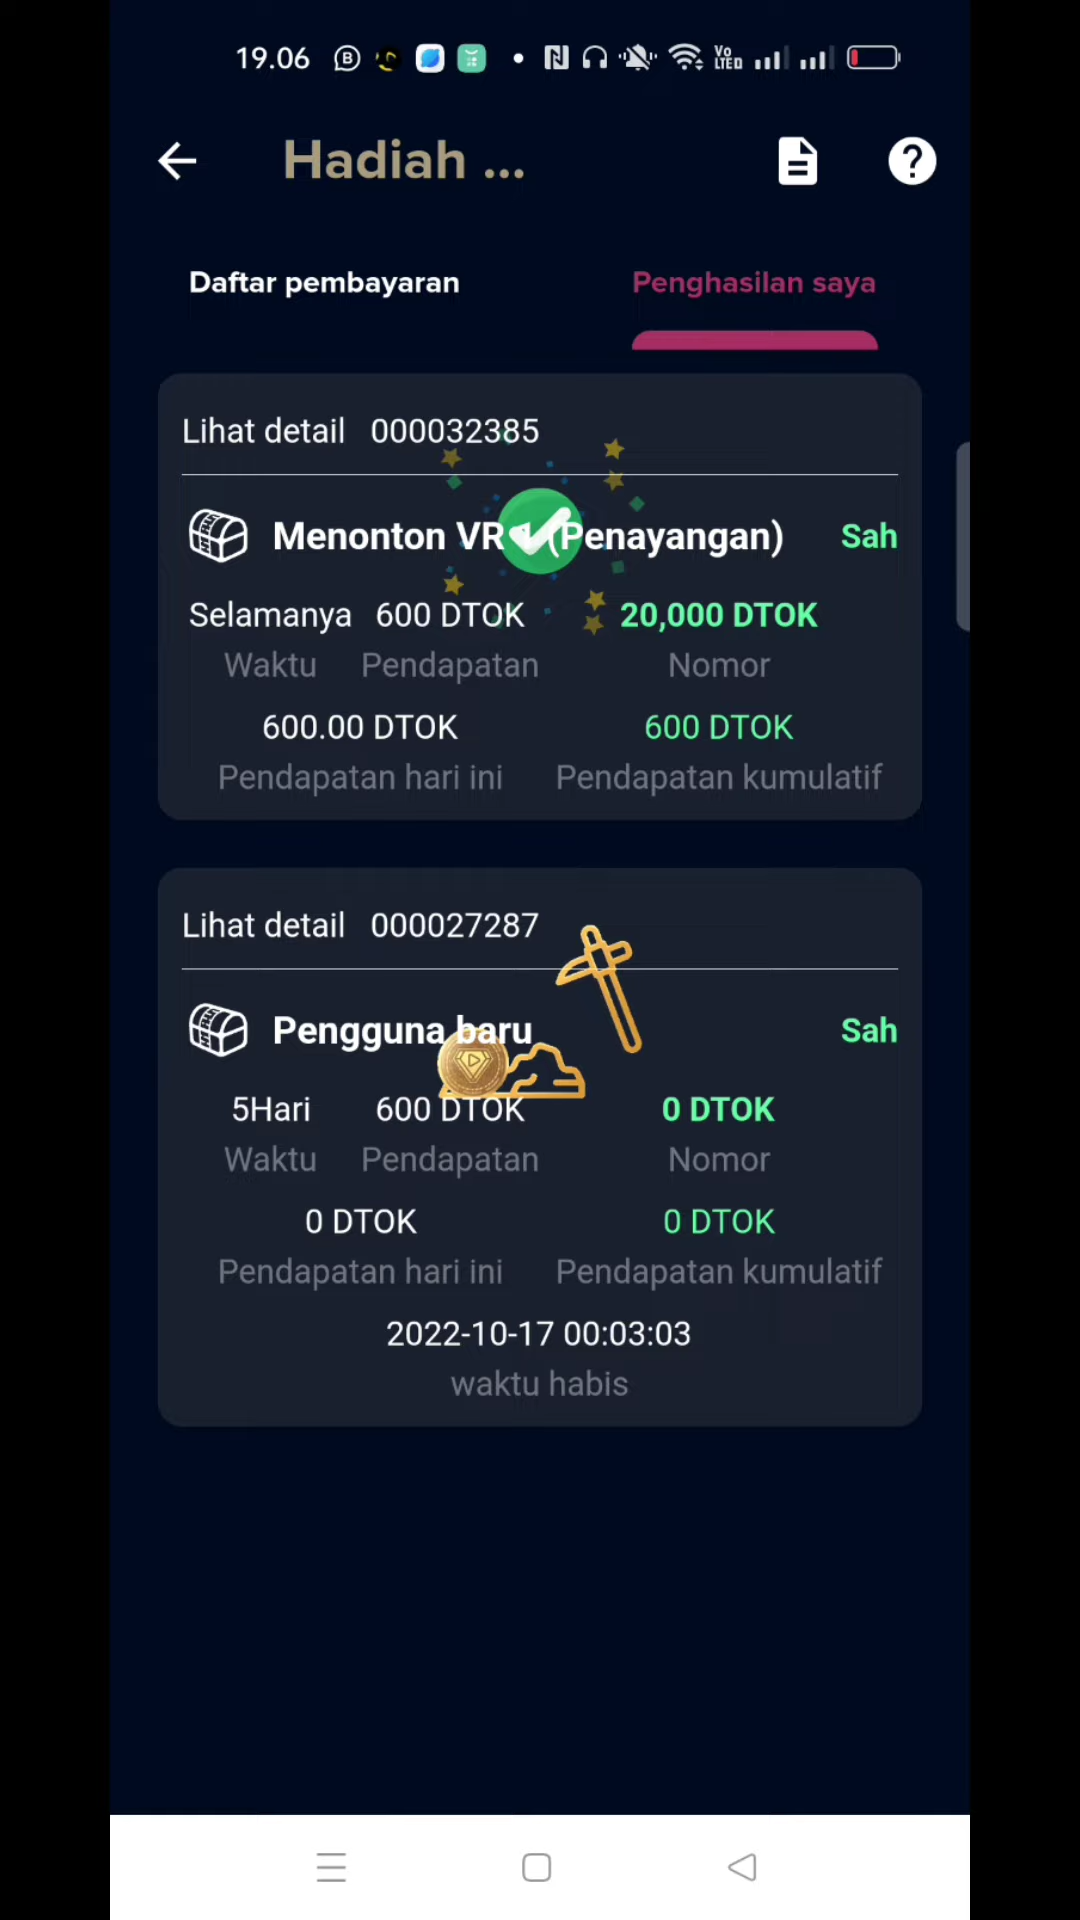 19.06
Vo LTE
Hadiah ...
Daftar pembayaran
Penghasilan saya
Lihat detail 000032385
Menonton VR (Penayangan)
Sah
Selamanya 600 DTOK 20,000 DTOK
Waktu Pendapatan Nomor
600.00 DTOK 600 DTOK
Pendapatan hari ini Pendapatan kumulatif
Lihat detail 000027287
Pengguna baru
Sah
5Hari 600 DTOK 0 DTOK
Waktu Pendapatan Nomor
0 DTOK 0 DTOK
Pendapatan hari ini Pendapatan kumulatif
2022-10-17 00:03:03
waktu habis